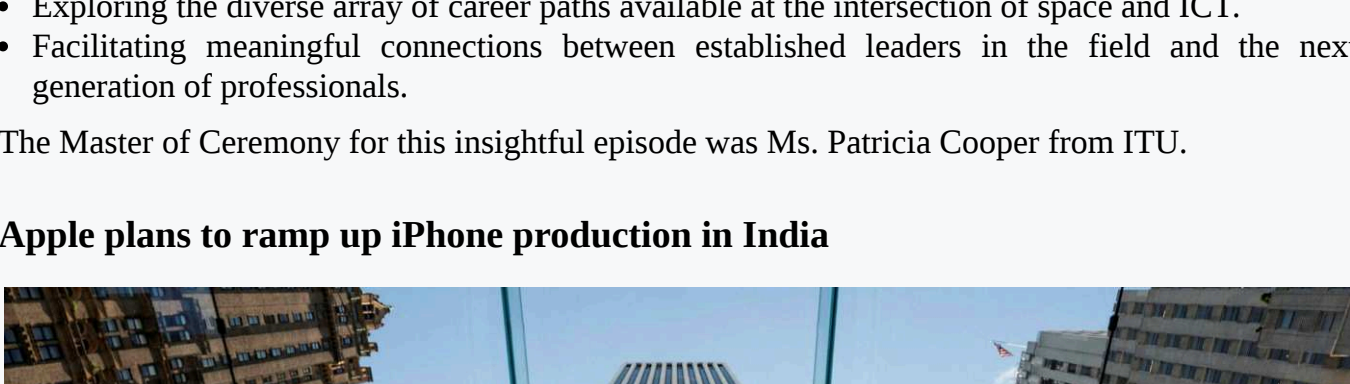 • Exploring the diverse array of career paths available at the intersection of space and ICT.
• Facilitating meaningful connections between established leaders in the field and the next
generation of professionals.
The Master of Ceremony for this insightful episode was Ms. Patricia Cooper from ITU.
Apple plans to ramp up iPhone production in India